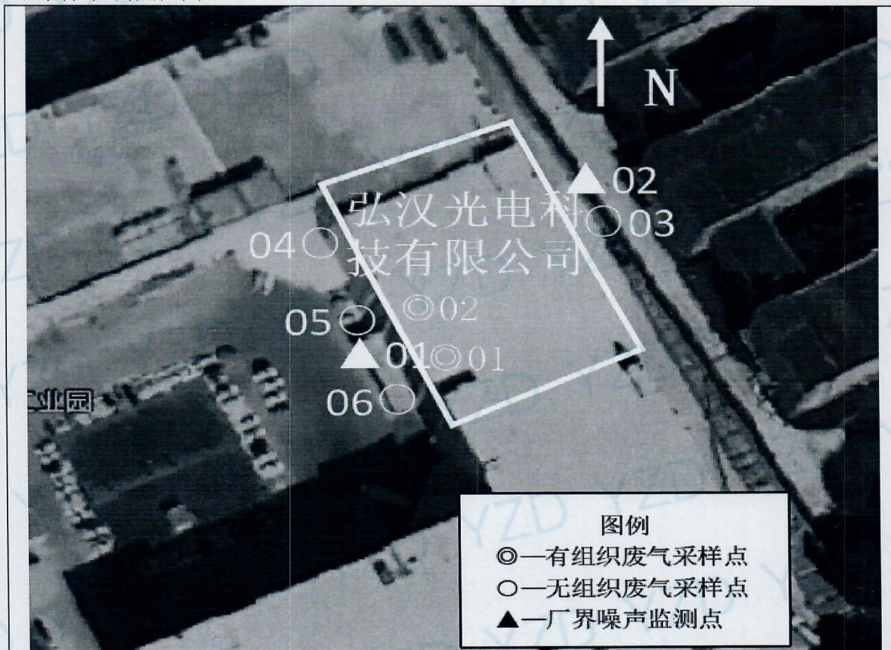 N
02
03
弘汉光电科
技有限公司
04
◎02
05
01
◎01
06
工业园
图例
◎—有组织废气采样点
○—无组织废气采样点
▲—厂界噪声监测点
YZD YZD